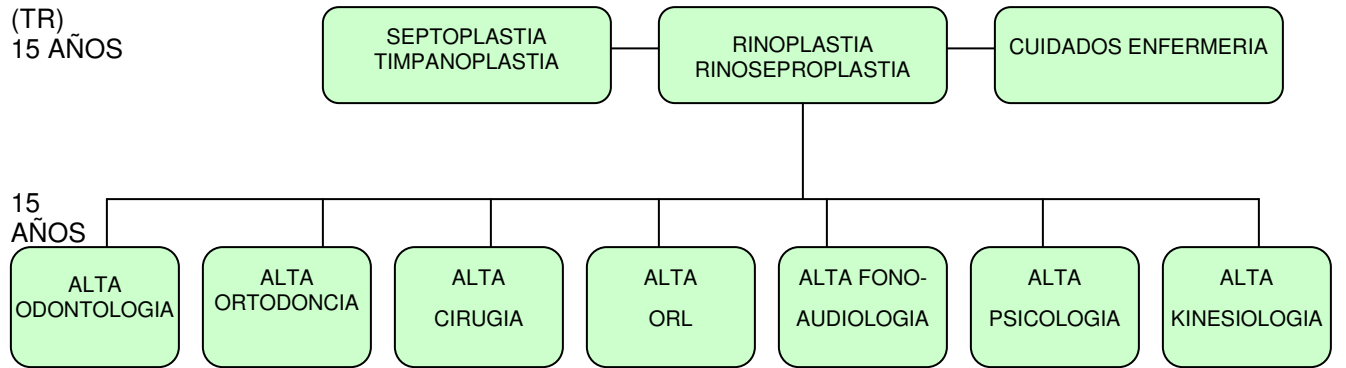 (TR)
15 AÑOS
SEPTOPLASTIA
TIMPANOPLASTIA
RINOPLASTIA
RINOSEPROPLASTIA
CUIDADOS ENFERMERIA
15
AÑOS
ALTA
ODONTOLOGIA
ALTA
ORTODONCIA
ALTA
CIRUGIA
ALTA
ORL
ALTA FONO-
AUDIOLOGIA
ALTA
PSICOLOGIA
ALTA
KINESIOLOGIA